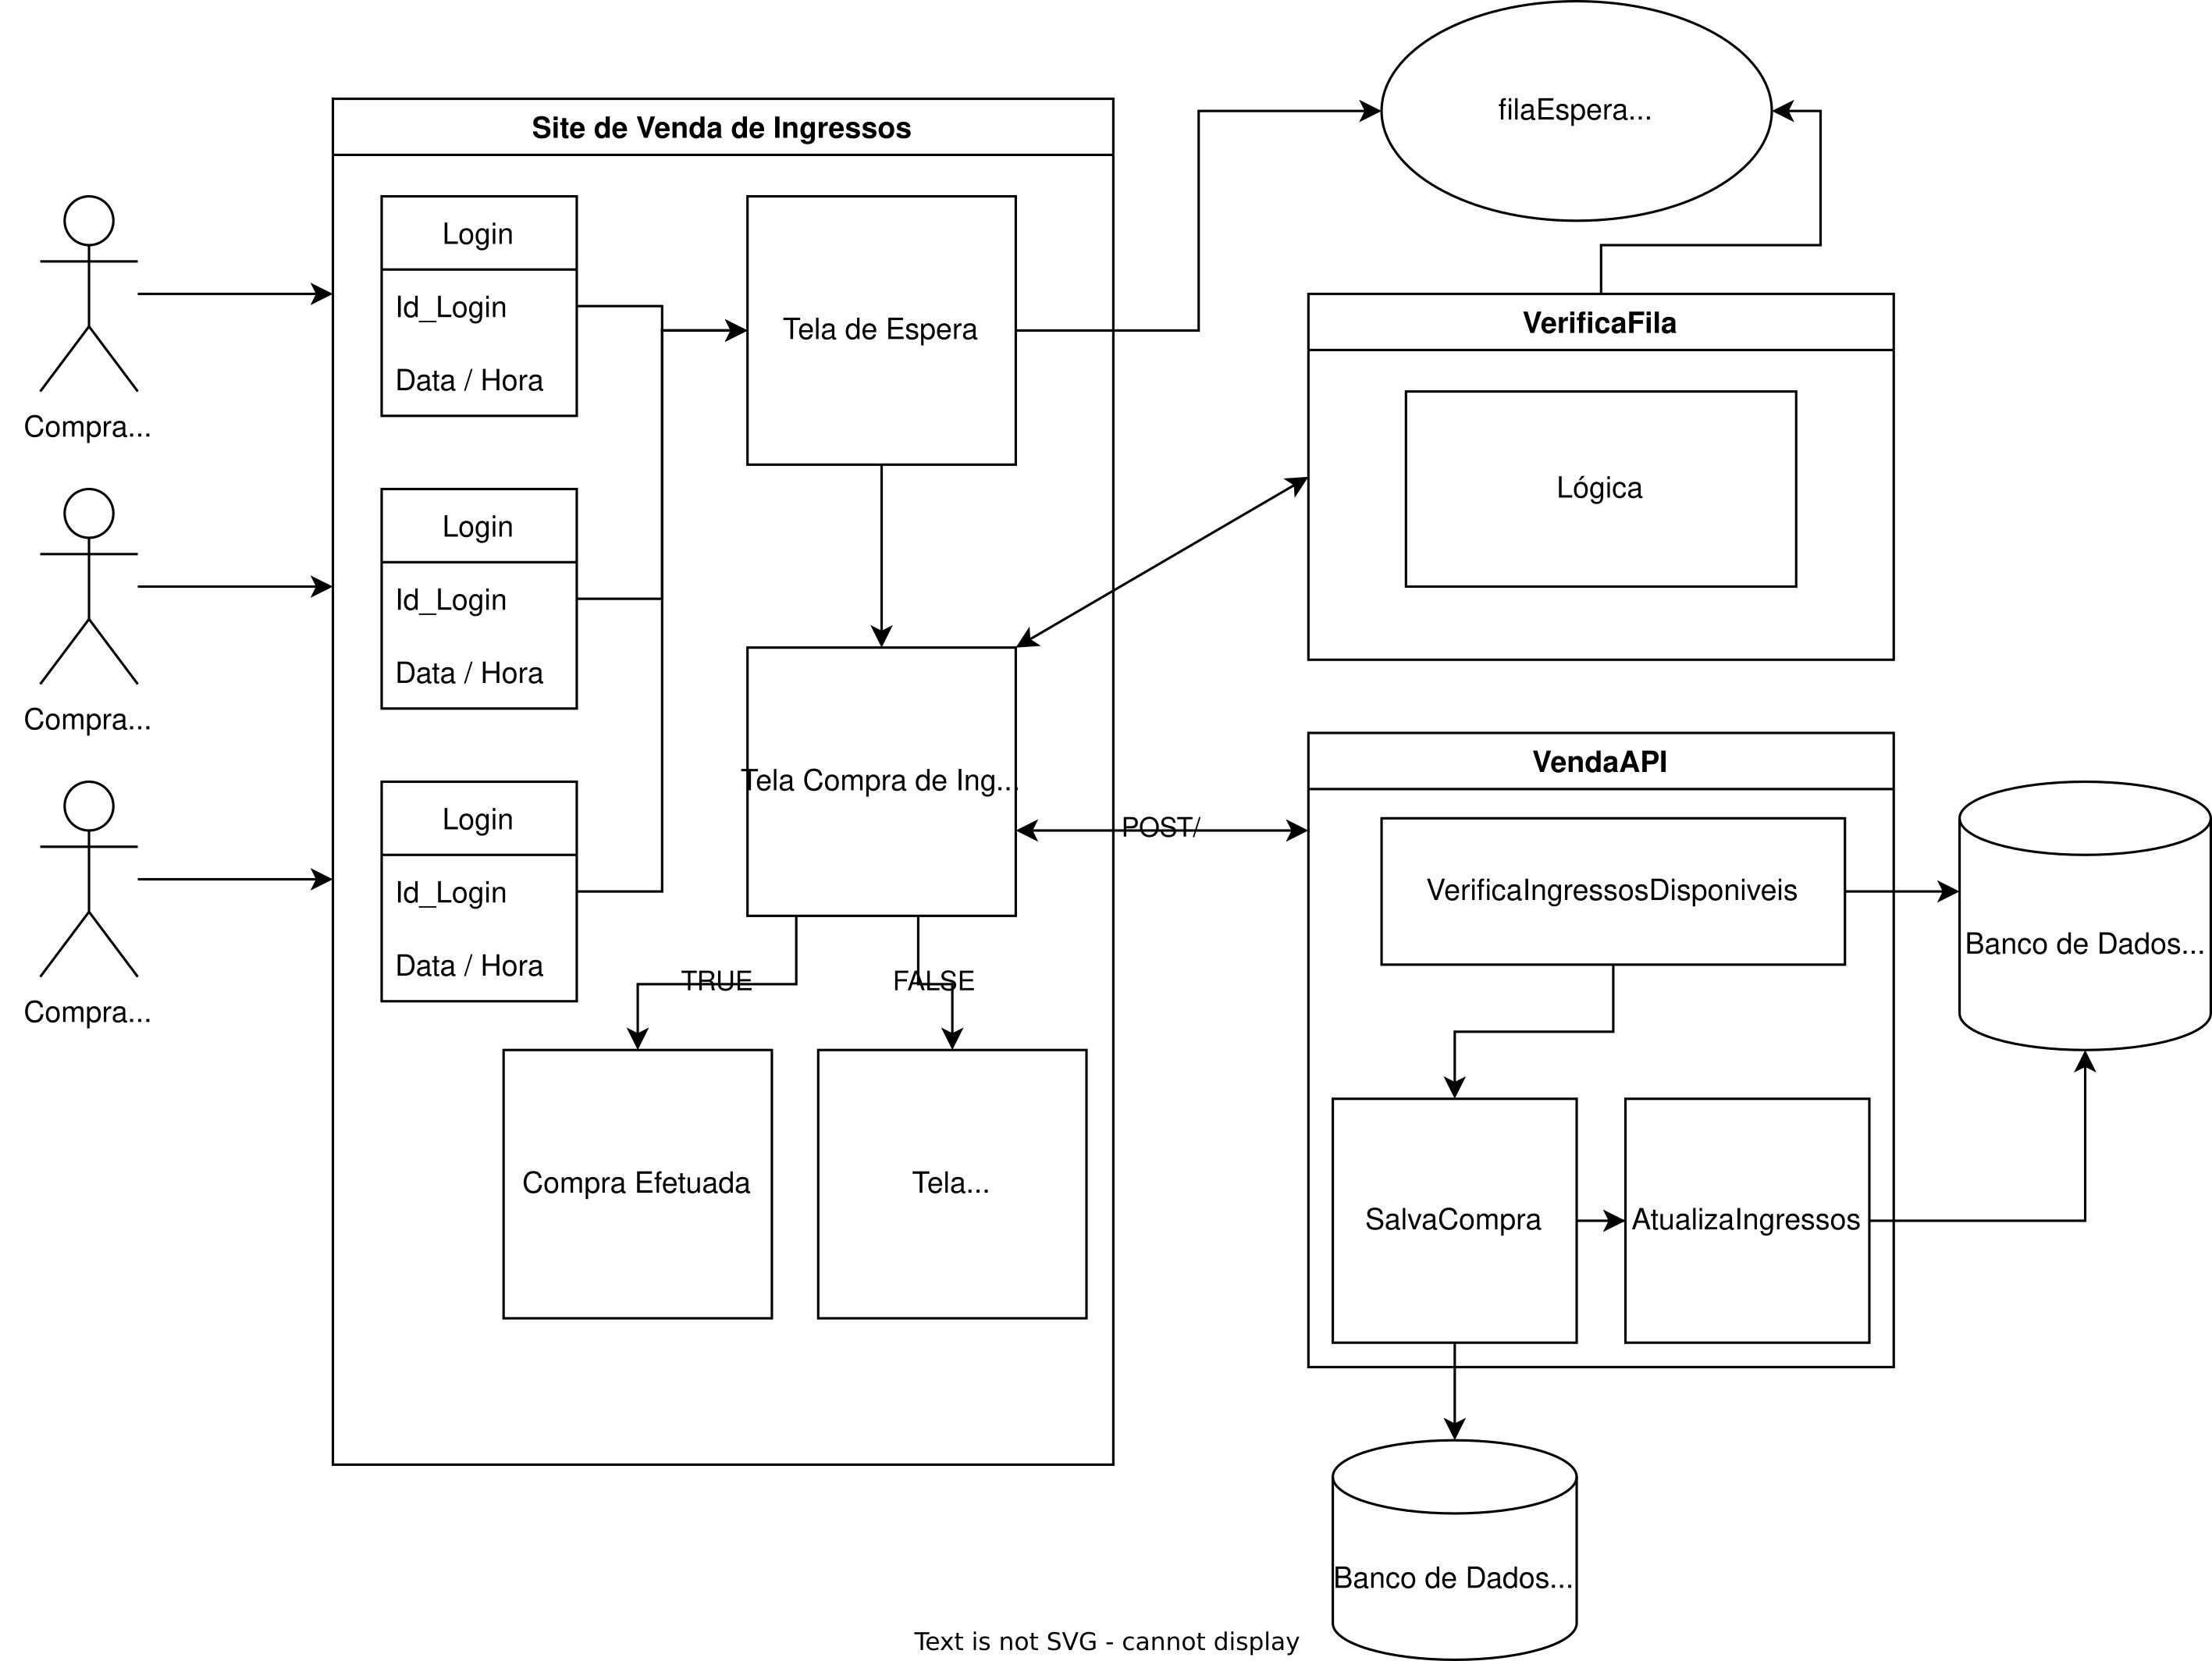 filaEspera...
Site de Venda de Ingressos
Login
Id_Login
Data / Hora
Tela de Espera
VerificaFila
Lógica
Compra...
Login
Id_Login
Data / Hora
Compra...
Tela Compra de Ing...
POST/
VendaAPI
VerificaIngressosDisponiveis
Banco de Dados...
Login
Id_Login
Data / Hora
Compra...
TRUE
FALSE
Compra Efetuada
Tela...
SalvaCompra
AtualizaIngressos
Banco de Dados...
Text is not SVG - cannot display